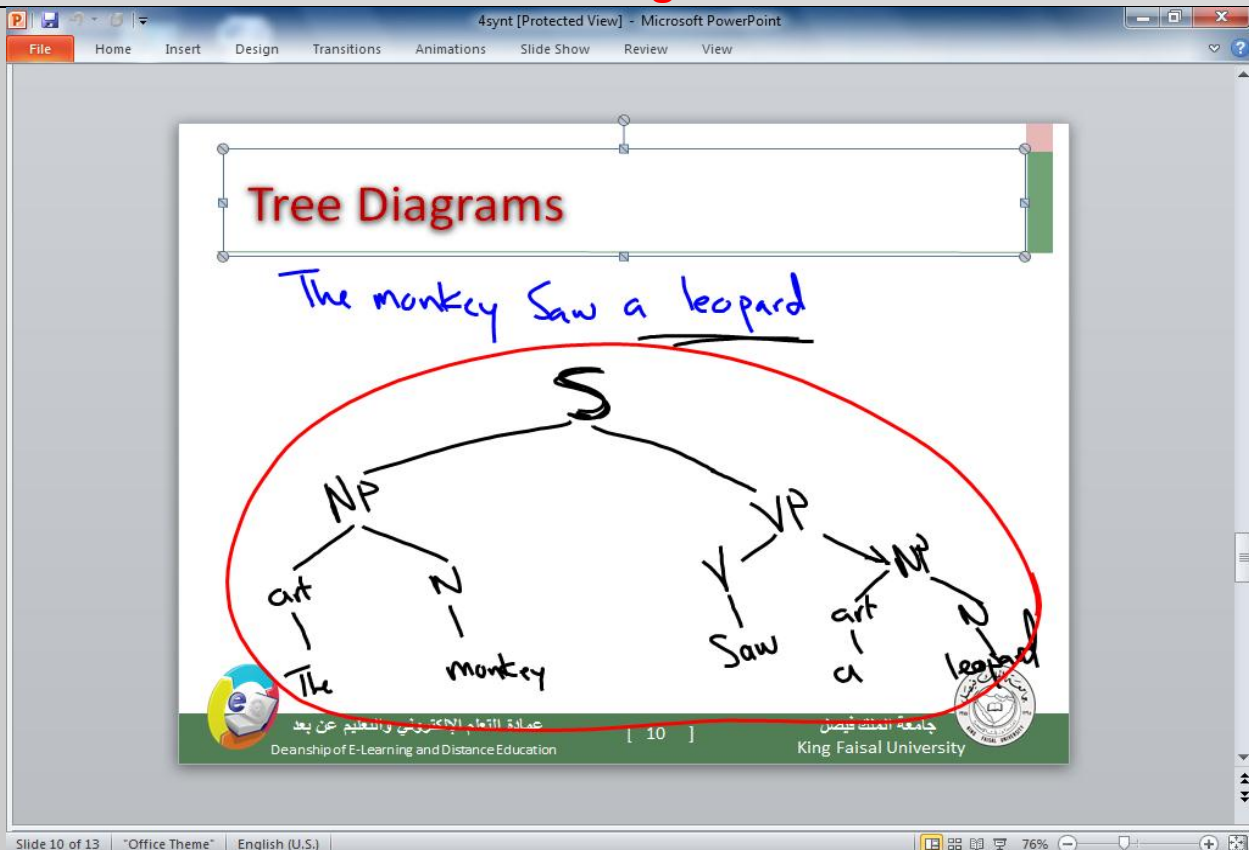 4synt [Protected View] - Microsoft PowerPoint
File Home Insert Design Transitions Animations Slide Show Review View
Tree Diagrams
The monkey Saw a leopard
S
NP VP
art N V NP
The monkey Saw art N
a leopard
عمادة التعلم الإلكتروني والتعليم عن بعد
Deanship of E-Learning and Distance Education
[ 10 ]
جامعة الملك فيصل
King Faisal University
Slide 10 of 13 "Office Theme" English (U.S.) 76%